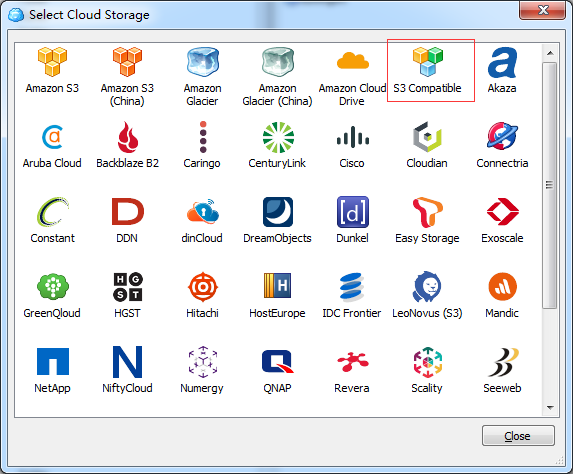 Select Cloud Storage
Amazon S3
Amazon S3
(China)
Amazon
Glacier
Amazon
Glacier (China)
Amazon Cloud
Drive
S3 Compatible
a
Akaza
a
Aruba Cloud
Backblaze B2
Caringo
CenturyLink
Cisco
Cloudian
Connectria
Constant
D
DDN
dinCloud
DreamObjects
[d]
Dunkel
Easy Storage
Exoscale
GreenQloud
HG
ST
HGST
Hitachi
H
HostEurope
IDC Frontier
LeoNovus (S3)
Mandic
NetApp
N
NiftyCloud
Numergy
Q
QNAP
Revera
Scality
Seeweb
Close